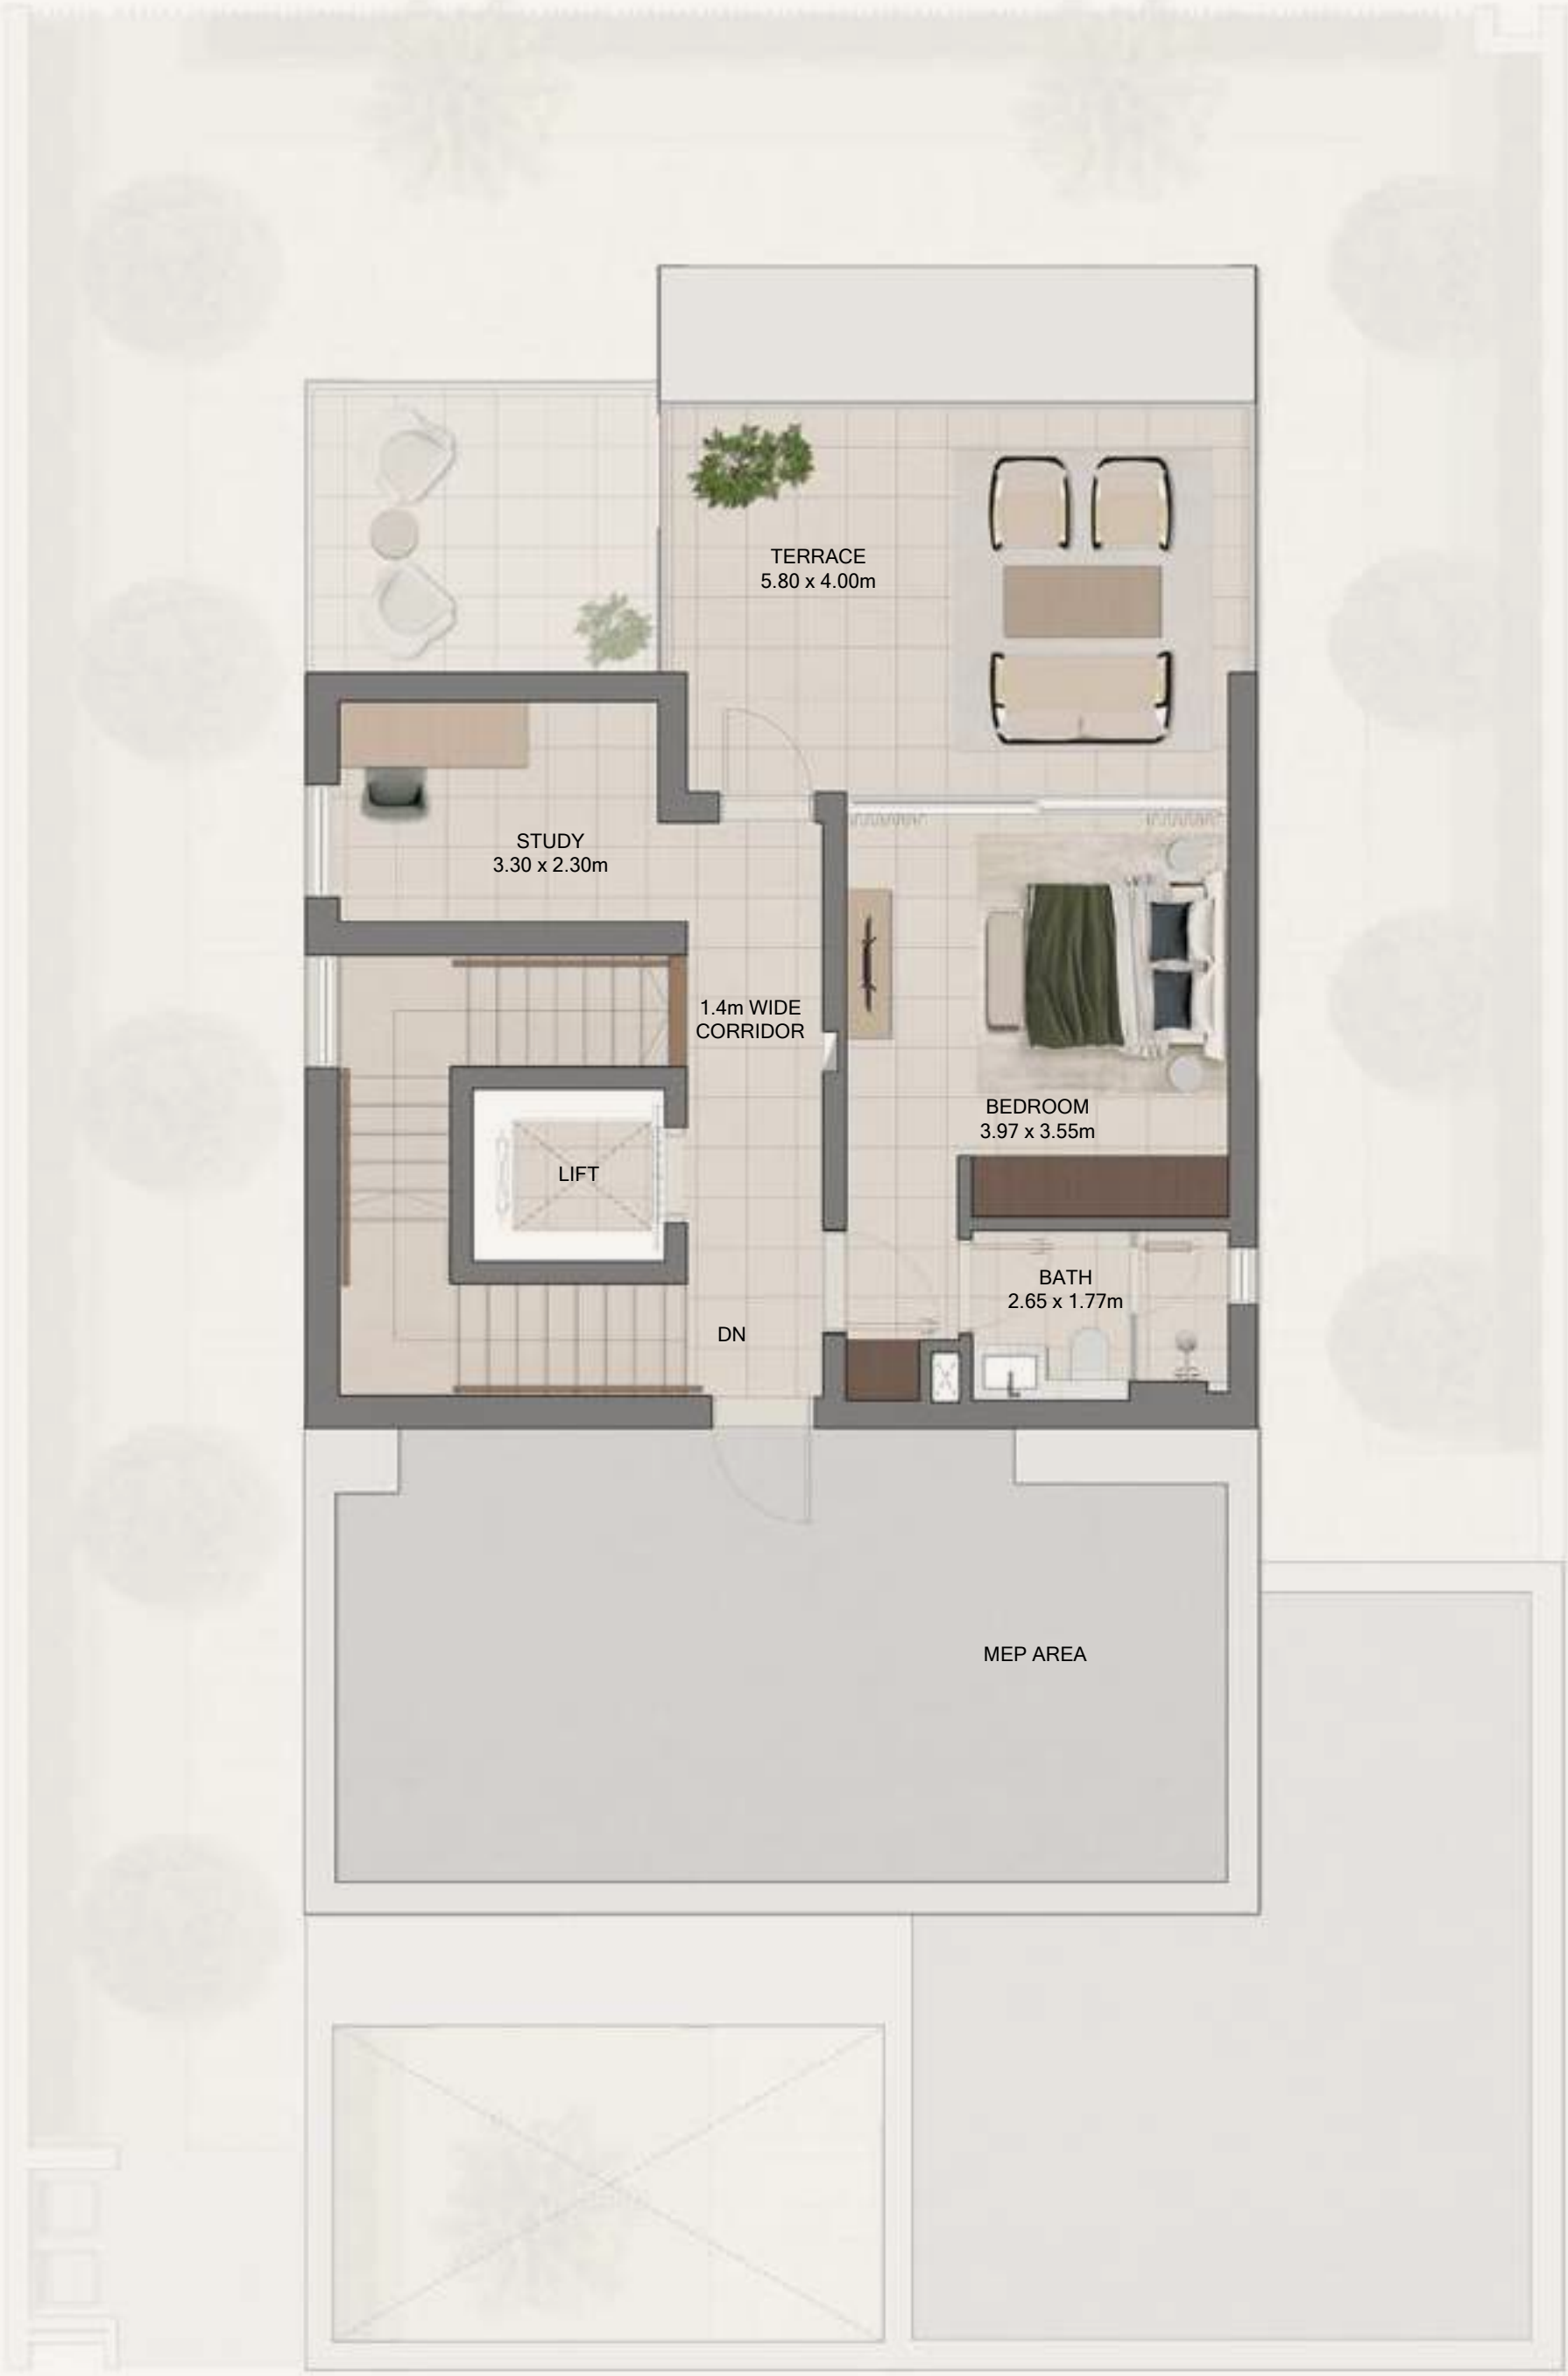 TERRACE
5.80 x 4.00m
STUDY
3.30 x 2.30m
1.4m WIDE
CORRIDOR
BEDROOM
3.97 x 3.55m
LIFT
BATH
2.65 x 1.77m
DN
MEP AREA